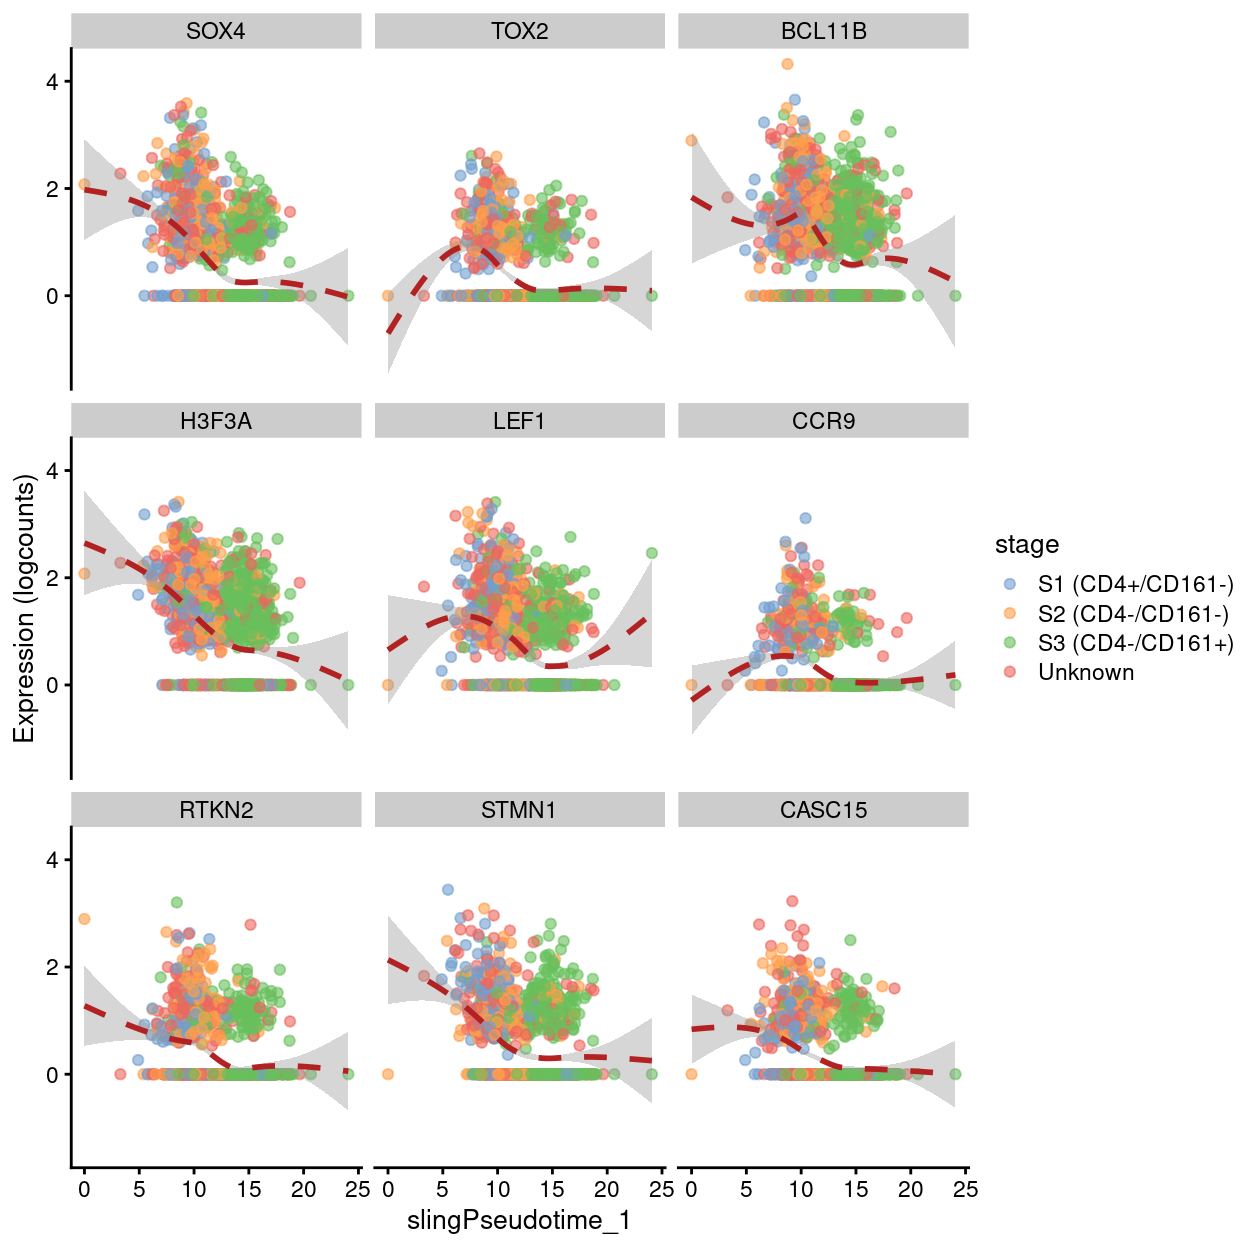 SOX4 TOX2 BCL11B
4
2
0
H3F3A LEF1 CCR9
4
2
0
Expression (logcounts)
stage
S1 (CD4+/CD161-)
S2 (CD4-/CD161-)
S3 (CD4-/CD161+)
Unknown
RTKN2 STMN1 CASC15
4
2
0
0 5 10 15 20 25 0 5 10 15 20 25 0 5 10 15 20 25
slingPseudotime_1